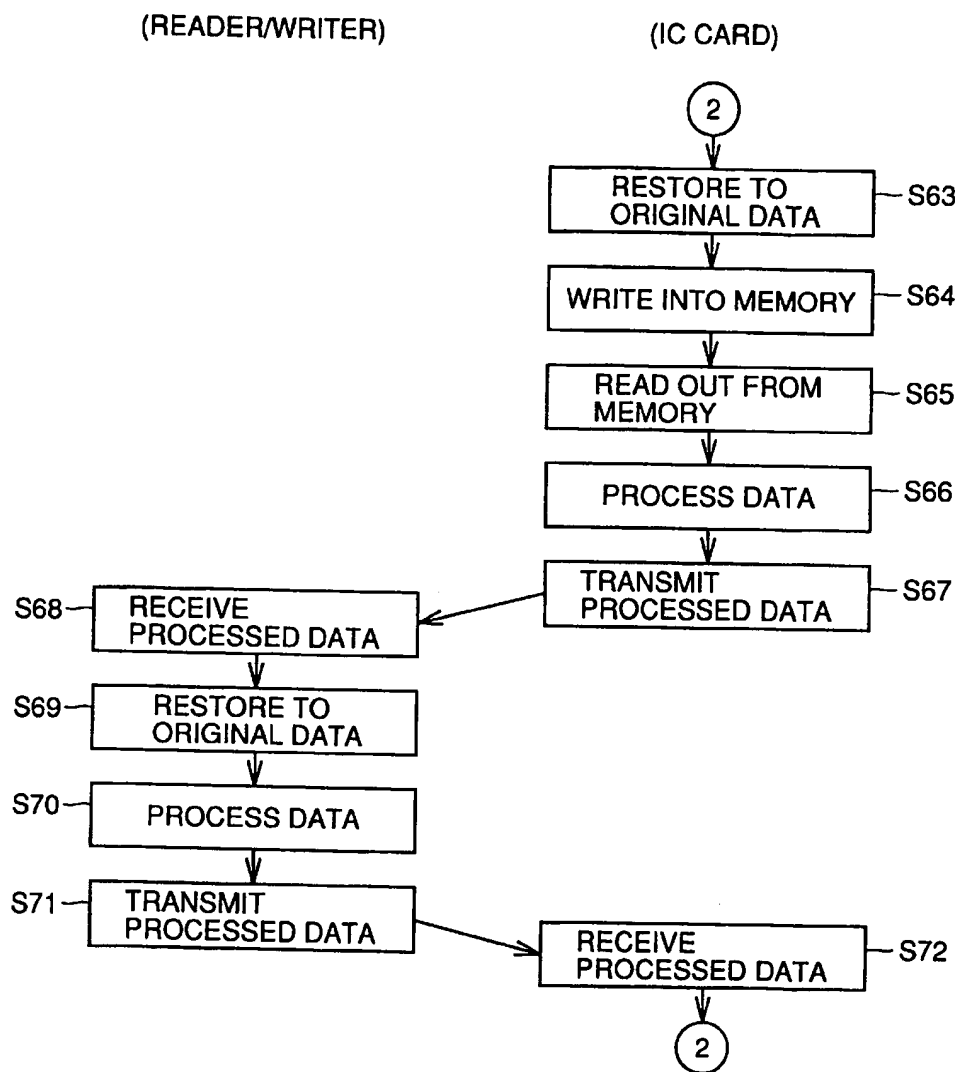 (READER/WRITER)
(IC CARD)
2
RESTORE TO
ORIGINAL DATA
S63
WRITE INTO MEMORY
S64
READ OUT FROM
MEMORY
S65
PROCESS DATA
S66
TRANSMIT
PROCESSED DATA
S67
S68
RECEIVE
PROCESSED DATA
S69
RESTORE TO
ORIGINAL DATA
S70
PROCESS DATA
S71
TRANSMIT
PROCESSED DATA
RECEIVE
PROCESSED DATA
S72
2